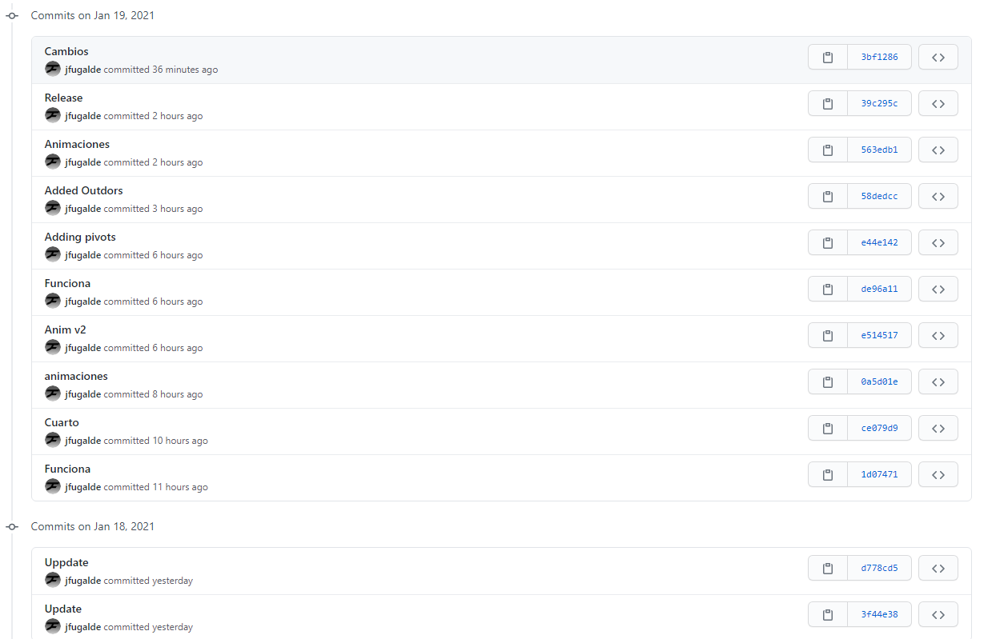 Commits on Jan 19, 2021
Cambios
3bf1286
jfugalde committed 36 minutes ago
Release
39c295c
jfugalde committed 2 hours ago
Animaciones
563edb1
jfugalde committed 2 hours ago
Added Outdors
58dedcc
jfugalde committed 3 hours ago
Adding pivots
e44e142
jfugalde committed 6 hours ago
Funciona
de96a11
jfugalde committed 6 hours ago
Anim v2
e514517
jfugalde committed 6 hours ago
animaciones
0a5d01e
jfugalde committed 8 hours ago
Cuarto
ce079d9
jfugalde committed 10 hours ago
Funciona
1d07471
jfugalde committed 11 hours ago
Commits on Jan 18, 2021
Uppdate
d778cd5
jfugalde committed yesterday
Update
3f44e38
jfugalde committed yesterday